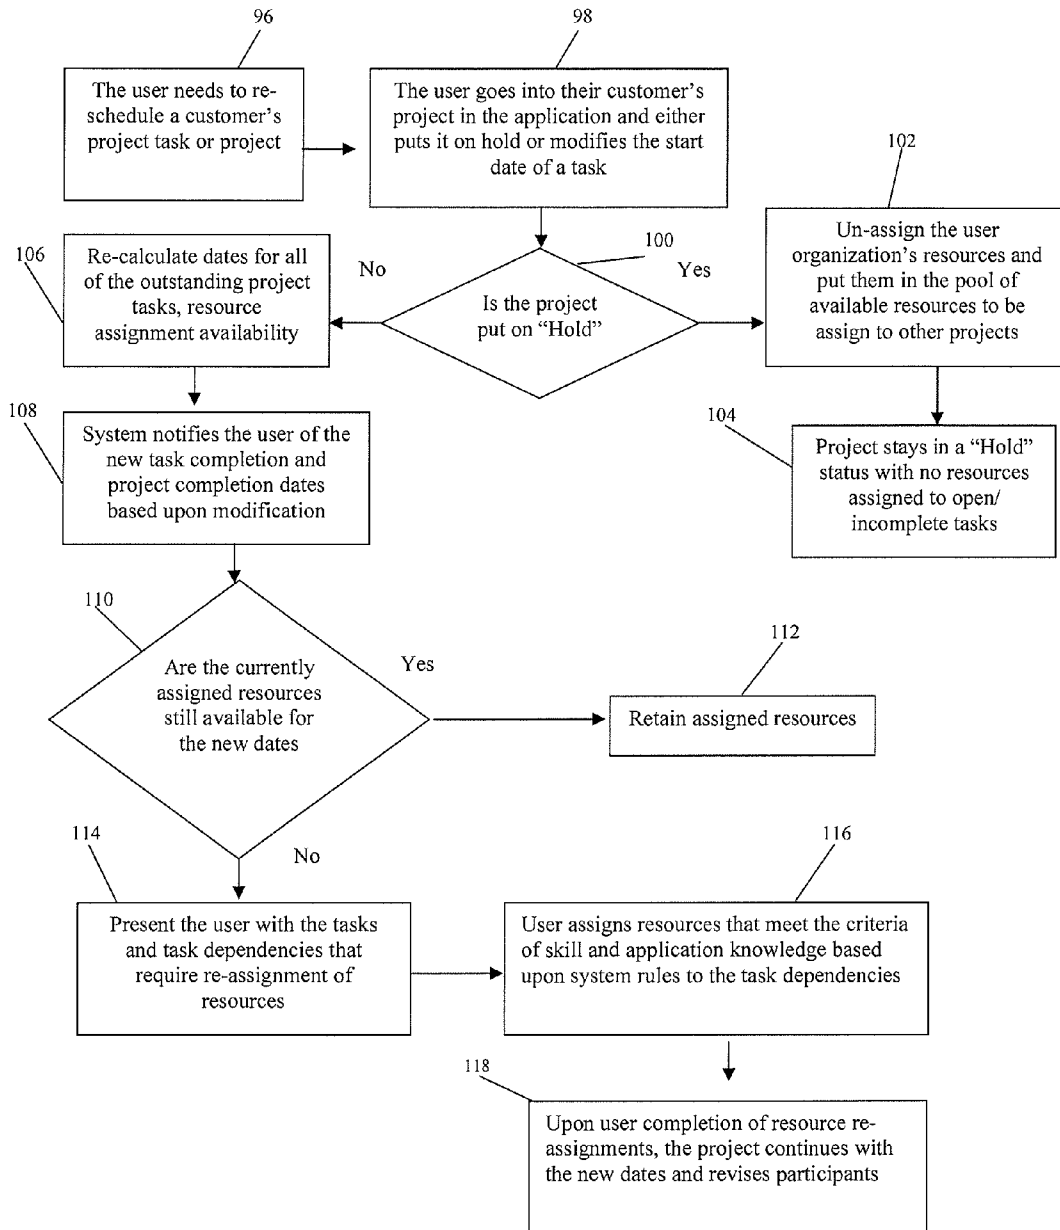 96
98
The user needs to re-
schedule a customer’s
project task or project
The user goes into their customer’s
project in the application and either
puts it on hold or modifies the start
date of a task
102
Un-assign the user
organization’s resources and
put them in the pool of
available resources to be
assign to other projects
100
Is the project
put on “Hold”
No
Yes
106
Re-calculate dates for all
of the outstanding project
tasks, resource
assignment availability
108
System notifies the user of the
new task completion and
project completion dates
based upon modification
104
Project stays in a “Hold”
status with no resources
assigned to open/
incomplete tasks
110
Are the currently
assigned resources
still available for
the new dates
Yes
112
Retain assigned resources
No
114
Present the user with the tasks
and task dependencies that
require re-assignment of
resources
116
User assigns resources that meet the criteria
of skill and application knowledge based
upon system rules to the task dependencies
118
Upon user completion of resource re-
assignments, the project continues with
the new dates and revises participants